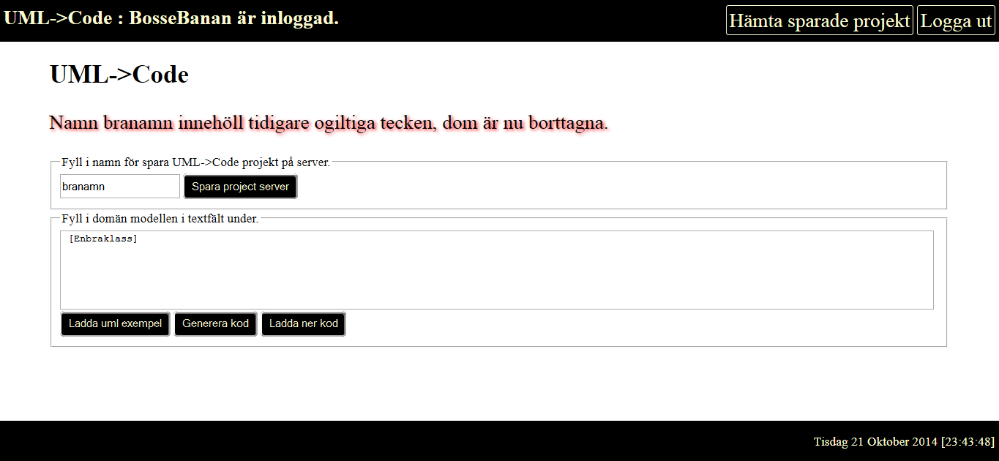 UML->Code : BosseBanan är inloggad.
Hämta sparade projekt Logga ut
UML->Code
Namn branamn innehöll tidigare ogiltiga tecken, dom är nu borttagna.
Fyll i namn för spara UML->Code projekt på server.
branamn Spara project server
Fyll i domän modellen i textfält under.
[Enbraklass]
Ladda uml exempel Generera kod Ladda ner kod
Tisdag 21 Oktober 2014 [23:43:48]